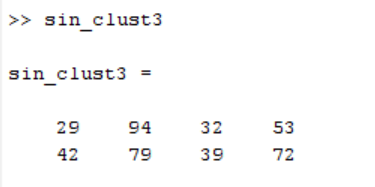 >> sin_clust3
sin_clust3 =
29 94 32 53
42 79 39 72